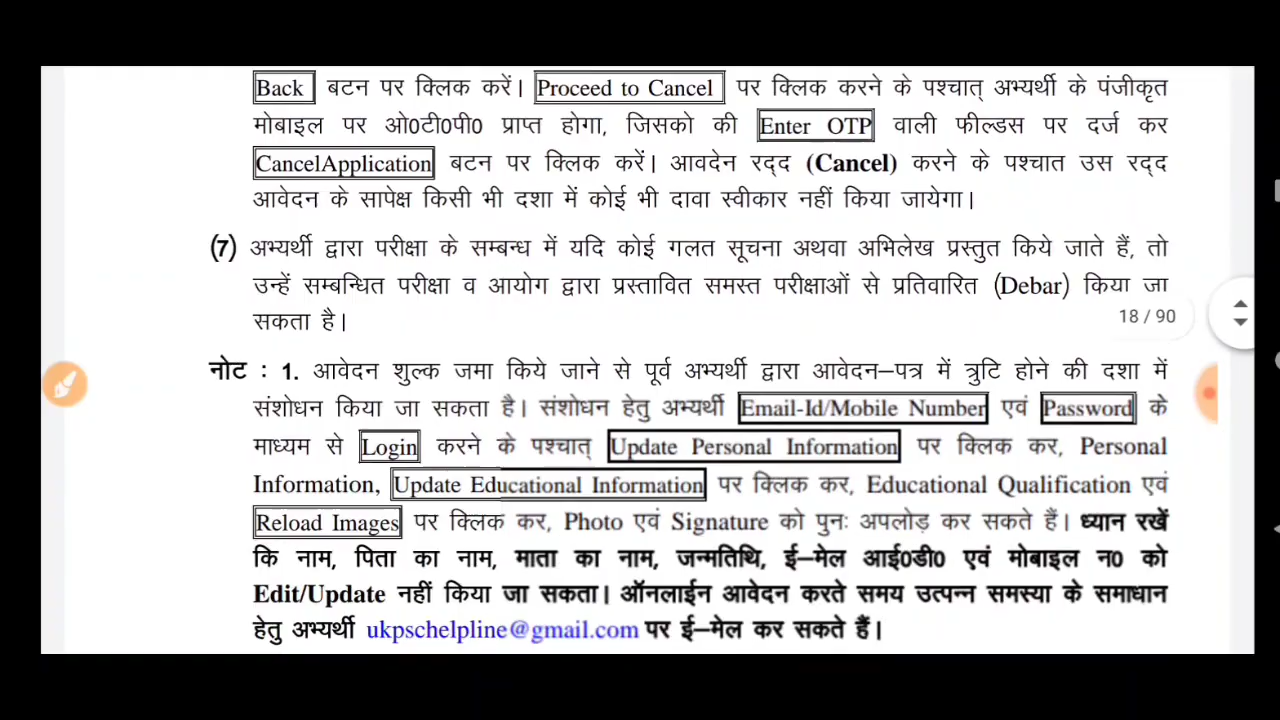 Back बटन पर क्लिक करें। Proceed to Cancel पर क्लिक करने के पश्चात् अभ्यर्थी के पंजीकृत
मोबाइल पर ओ0टी0पी0 प्राप्त होगा, जिसको की Enter OTP वाली फील्डस पर दर्ज कर
CancelApplication बटन पर क्लिक करें। आवदेन रद्द (Cancel) करने के पश्चात उस रद्द
आवेदन के सापेक्ष किसी भी दशा में कोई भी दावा स्वीकार नहीं किया जायेगा।
(7) अभ्यर्थी द्वारा परीक्षा के सम्बन्ध में यदि कोई गलत सूचना अथवा अभिलेख प्रस्तुत किये जाते हैं, तो
उन्हें सम्बन्धित परीक्षा व आयोग द्वारा प्रस्तावित समस्त परीक्षाओं से प्रतिवारित (Debar) किया जा
सकता है।
18 / 90
नोट : 1. आवेदन शुल्क जमा किये जाने से पूर्व अभ्यर्थी द्वारा आवेदन–पत्र में त्रुटि होने की दशा में
संशोधन किया जा सकता है। संशोधन हेतु अभ्यर्थी Email-Id/Mobile Number एवं Password के
माध्यम से Login करने के पश्चात् Update Personal Information पर क्लिक कर, Personal
Information, Update Educational Information पर क्लिक कर, Educational Qualification एवं
Reload Images पर क्लिक कर, Photo एवं Signature को पुनः अपलोड़ कर सकते हैं। ध्यान रखें
कि नाम, पिता का नाम, माता का नाम, जन्मतिथि, ई–मेल आई0डी0 एवं मोबाइल न0 को
Edit/Update नहीं किया जा सकता। ऑनलाईन आवेदन करते समय उत्पन्न समस्या के समाधान
हेतु अभ्यर्थी ukpschelpline@gmail.com पर ई–मेल कर सकते हैं।